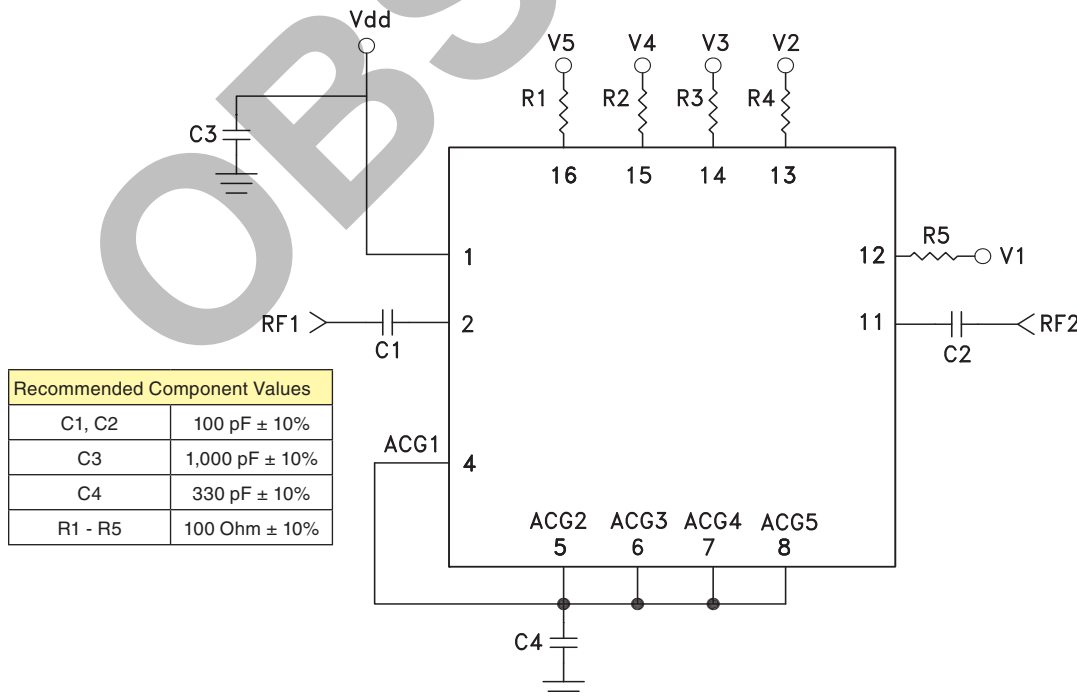 Vdd
V5 V4 V3 V2
R1 R2 R3 R4
C3
16 15 14 13
1
12
R5
V1
RF1
2
11
RF2
C1
C2
Recommended Component Values
C1, C2 100 pF ± 10%
C3 1,000 pF ± 10%
C4 330 pF ± 10%
R1 - R5 100 Ohm ± 10%
ACG1
4
ACG2 ACG3 ACG4 ACG5
5 6 7 8
C4